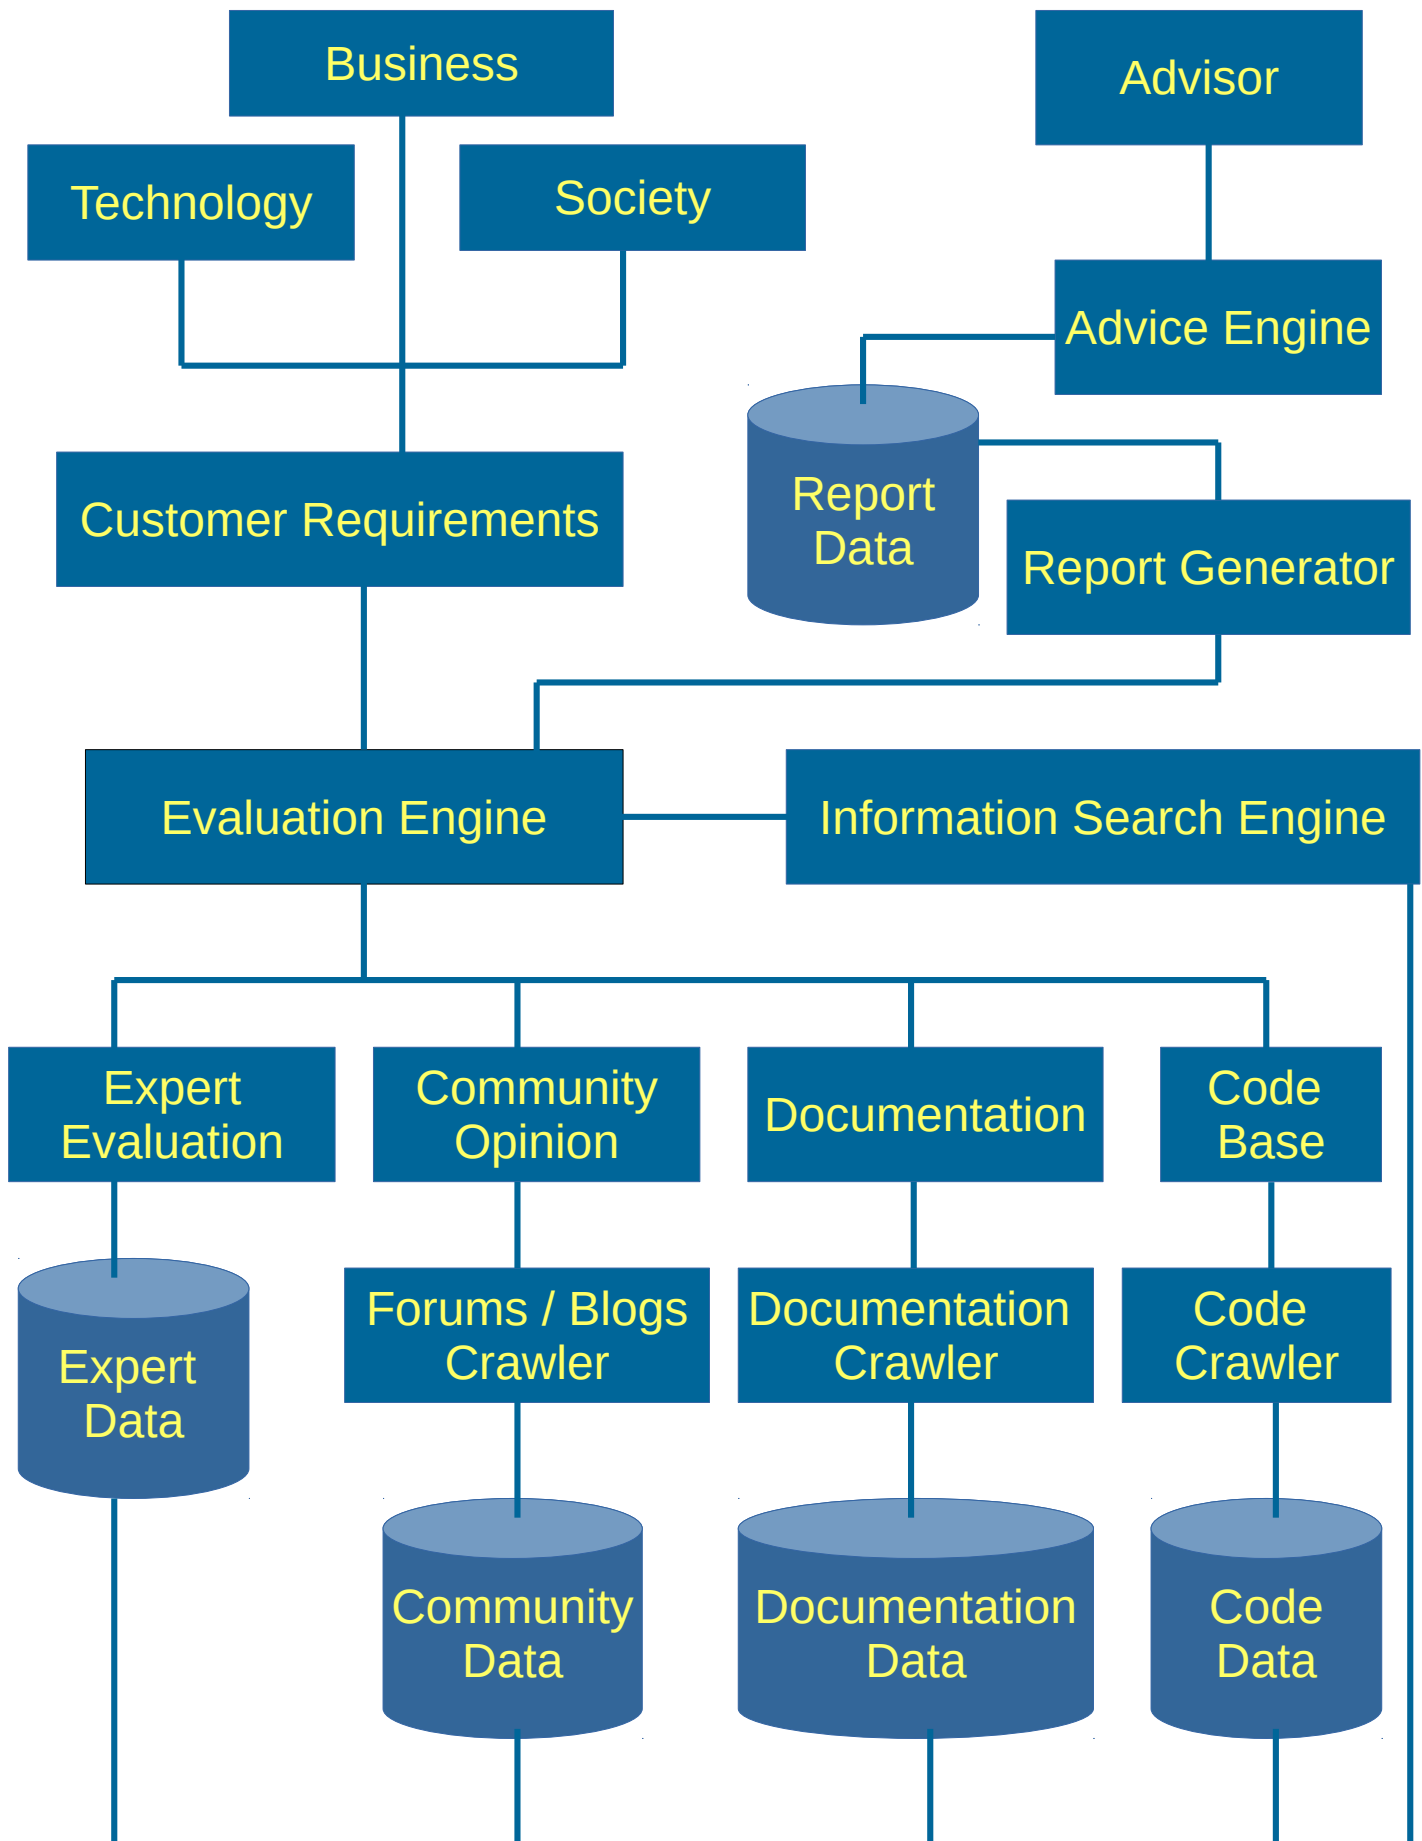 Business
Advisor
Technology
Society
Advice Engine
Report
Data
Customer Requirements
Report Generator
Evaluation Engine
Information Search Engine
Expert
Evaluation
Community
Opinion
Documentation
Code
Base
Forums / Blogs
Crawler
Documentation
Crawler
Code
Crawler
Expert
Data
Community
Data
Documentation
Data
Code
Data